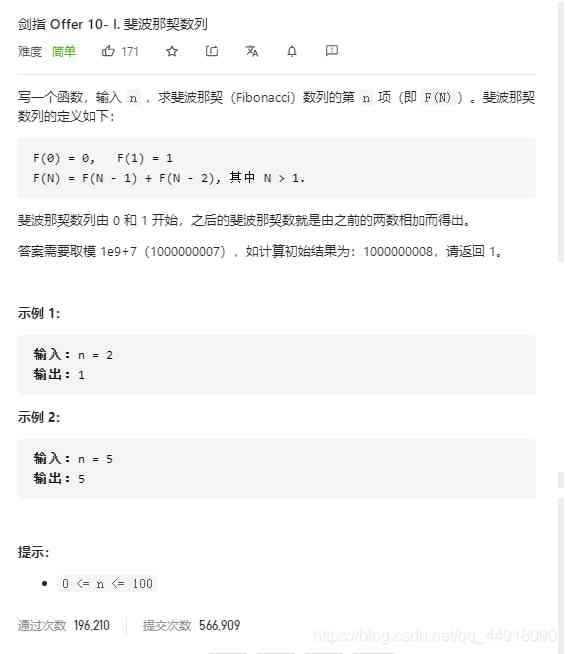 剑指 Offer 10- I. 斐波那契数列
难度 简单 171
写一个函数，输入 n ，求斐波那契（Fibonacci）数列的第 n 项（即 F(N)）。斐波那契
数列的定义如下：
F(0) = 0, F(1) = 1
F(N) = F(N - 1) + F(N - 2), 其中 N > 1.
斐波那契数列由 0 和 1 开始，之后的斐波那契数就是由之前的两数相加而得出。
答案需要取模 1e9+7（1000000007），如计算初始结果为：1000000008，请返回 1。
示例 1：
输入：n = 2
输出：1
示例 2：
输入：n = 5
输出：5
提示：
• 0 <= n <= 100
通过次数 196,210 提交次数 566,909